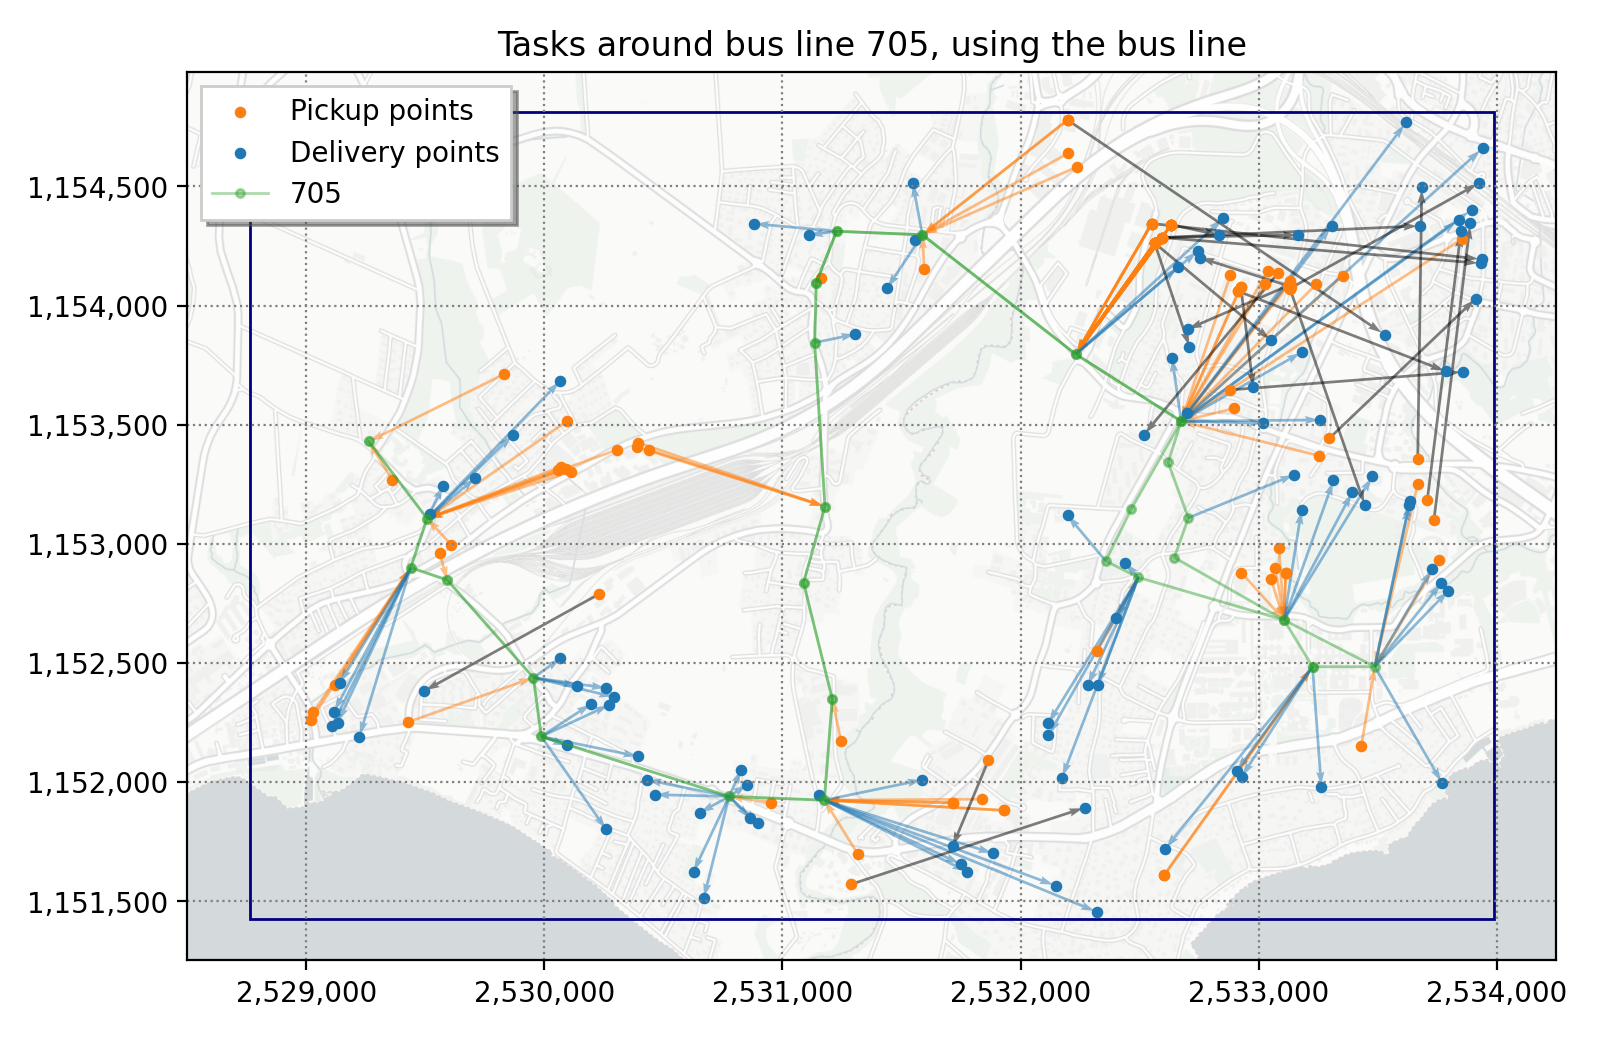 Tasks around bus line 705, using the bus line
Pickup points
Delivery points
705
1,154,500
1,154,000
1,153,500
1,153,000
1,152,500
1,152,000
1,151,500
2,529,000 2,530,000 2,531,000 2,532,000 2,533,000 2,534,000